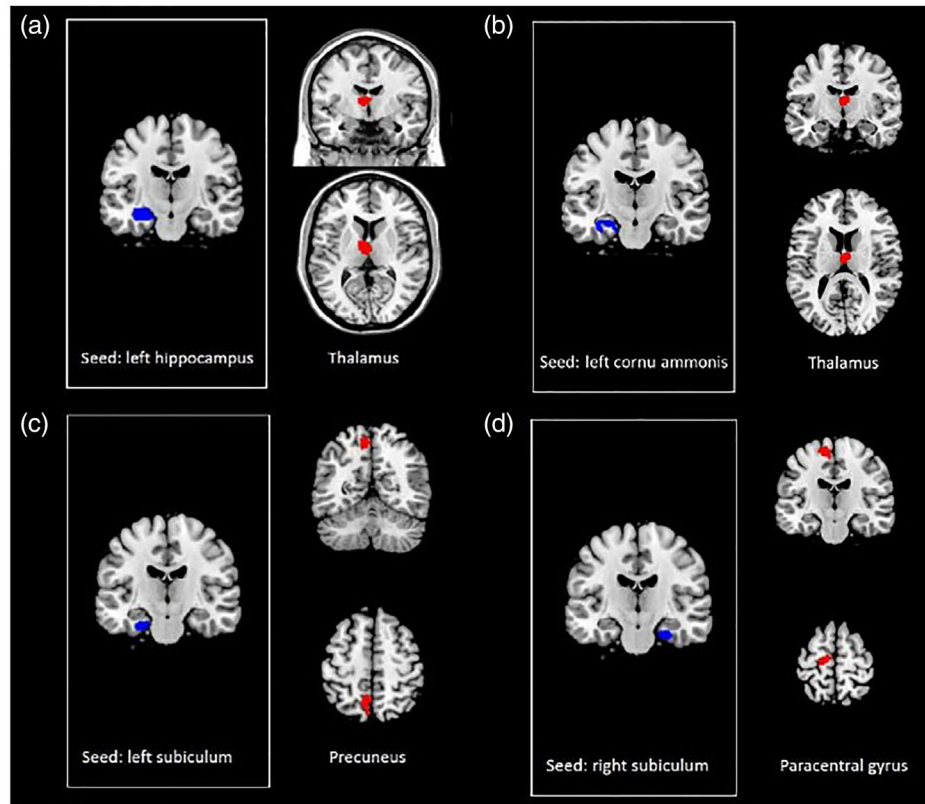 (a)
Seed: left hippocampus
Thalamus
(b)
Seed: left cornu ammonis
Thalamus
(c)
Seed: left subiculum
Precuneus
(d)
Seed: right subiculum
Paracentral gyrus